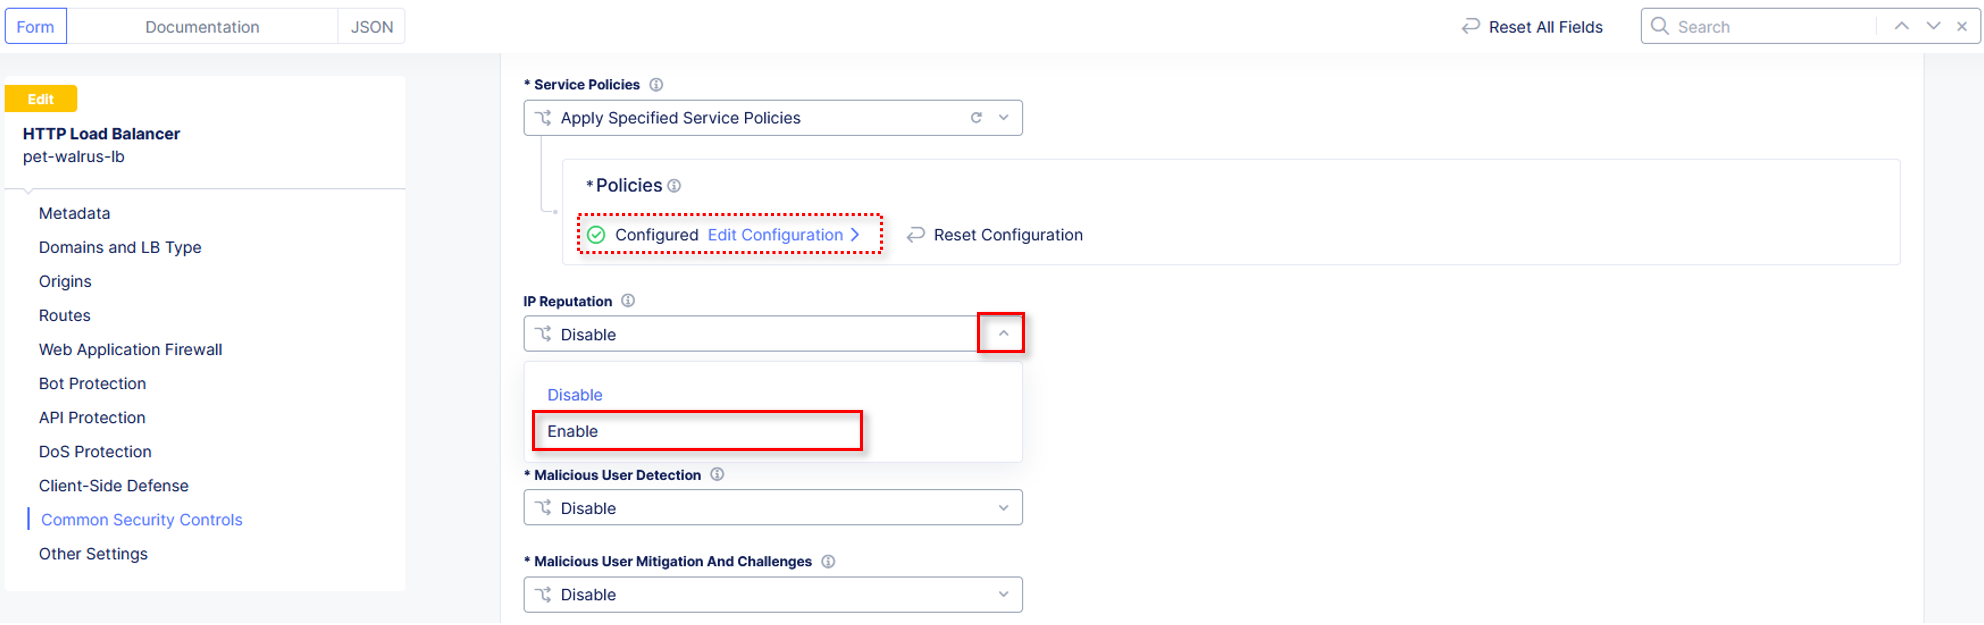 Form
Documentation
JSON
Reset All Fields
Search
Edit
HTTP Load Balancer
pet-walrus-lb
Metadata
Domains and LB Type
Origins
Routes
Web Application Firewall
Bot Protection
API Protection
DoS Protection
Client-Side Defense
Common Security Controls
Other Settings
* Service Policies
Apply Specified Service Policies
* Policies
Configured Edit Configuration
Reset Configuration
IP Reputation
Disable
Disable
Enable
* Malicious User Detection
Disable
* Malicious User Mitigation And Challenges
Disable